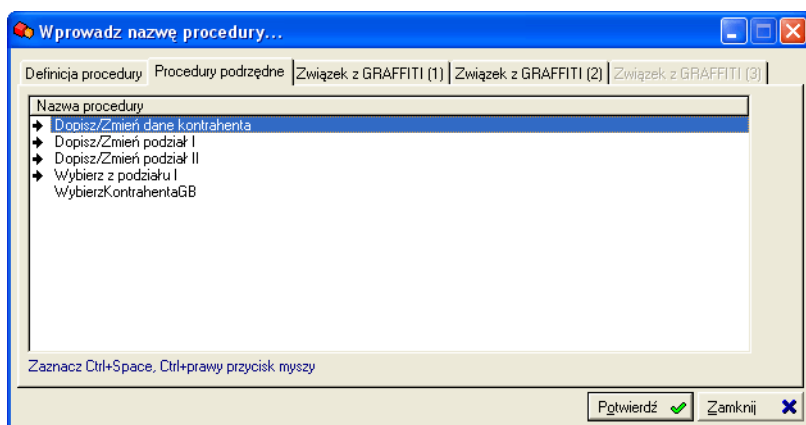 Wprowadz nazwę procedury...
Definicja procedury Procedury podrzędne Związek z GRAFFITI (1) Związek z GRAFFITI (2) Związek z GRAFFITI (3)
Nazwa procedury
Dopisz/Zmień dane kontrahenta
Dopisz/Zmień podział I
Dopisz/Zmień podział II
Wybierz z podziału I
WybierzKontrahentaGB
Zaznacz Ctrl+Space, Ctrl+prawy przycisk myszy
Potwierdź Zamknij